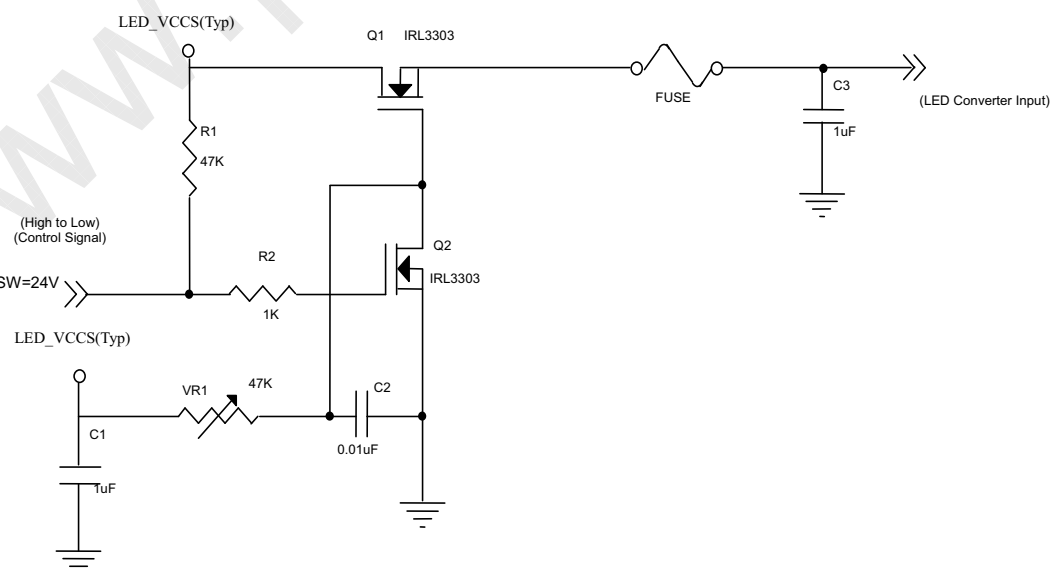 LED_VCCS(Typ)
Q1 IRL3303
FUSE
C3
1uF
(LED Converter Input)
R1
47K
(High to Low)
(Control Signal)
SW=24V
R2
1K
Q2
IRL3303
LED_VCCS(Typ)
VR1
47K
C2
0.01uF
C1
1uF